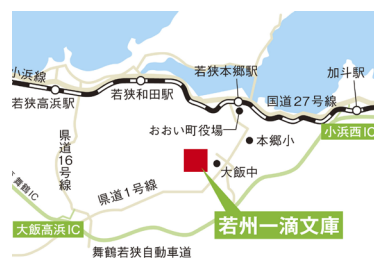 小浜線
若狭本郷駅
加斗駅
若狭和田駅
若狭高浜駅
国道27号線
おおい町役場
小浜西IC
県道16号線
本郷小
大飯中
至舞鶴IC
県道1号線
若州一滴文庫
大飯高浜IC
舞鶴若狭自動車道